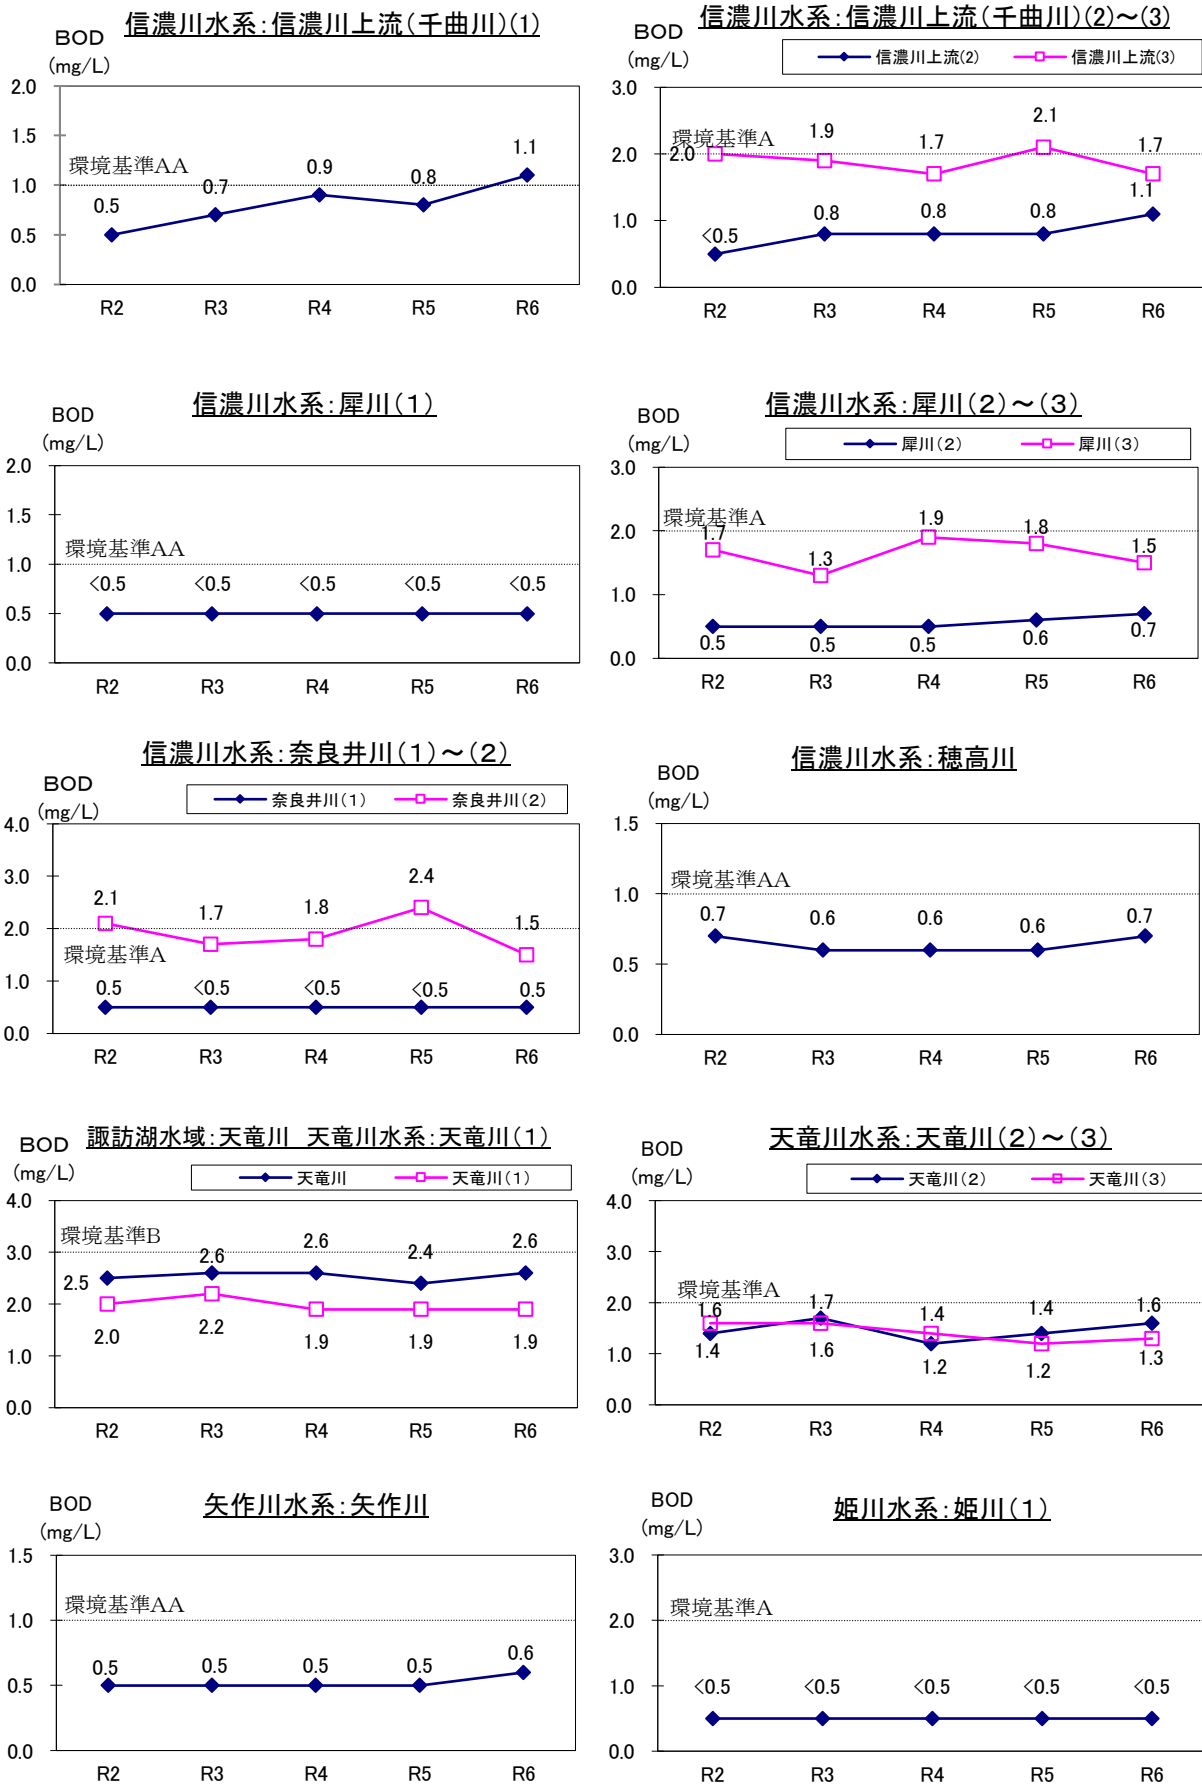 信濃川水系:信濃川上流(千曲川)(1)
BOD
(mg/L)
2.0
1.5
1.0
0.5
0.0
環境基準AA
0.5
0.7
0.9
0.8
1.1
R2 R3 R4 R5 R6
信濃川水系:信濃川上流(千曲川)(2)~(3)
BOD
(mg/L)
信濃川上流(2) 信濃川上流(3)
3.0
2.0
1.0
0.0
環境基準A
2.0
1.9
1.7
2.1
1.7
<0.5
0.8
0.8
0.8
1.1
R2 R3 R4 R5 R6
信濃川水系:犀川(1)
BOD
(mg/L)
2.0
1.5
1.0
0.5
0.0
環境基準AA
<0.5 <0.5 <0.5 <0.5 <0.5
R2 R3 R4 R5 R6
信濃川水系:犀川(2)~(3)
BOD
(mg/L)
犀川(2) 犀川(3)
3.0
2.0
1.0
0.0
環境基準A
1.7
1.3
1.9
1.8
1.5
0.5
0.5
0.5
0.6
0.7
R2 R3 R4 R5 R6
信濃川水系:奈良井川(1)~(2)
BOD
(mg/L)
奈良井川(1) 奈良井川(2)
4.0
3.0
2.0
1.0
0.0
2.1
1.7
1.8
2.4
1.5
環境基準A
0.5 <0.5 <0.5 <0.5 0.5
R2 R3 R4 R5 R6
信濃川水系:穂高川
BOD
(mg/L)
1.5
1.0
0.5
0.0
環境基準AA
0.7
0.6
0.6
0.6
0.7
R2 R3 R4 R5 R6
諏訪湖水域:天竜川 天竜川水系:天竜川(1)
BOD
(mg/L)
天竜川 天竜川(1)
4.0
3.0
2.0
1.0
0.0
環境基準B
2.5
2.6
2.6
2.4
2.6
2.0
2.2
1.9
1.9
1.9
R2 R3 R4 R5 R6
天竜川水系:天竜川(2)~(3)
BOD
(mg/L)
天竜川(2) 天竜川(3)
4.0
3.0
2.0
1.0
0.0
環境基準A
1.6
1.7
1.4
1.4
1.6
1.4
1.6
1.2
1.2
1.3
R2 R3 R4 R5 R6
矢作川水系:矢作川
BOD
(mg/L)
1.5
1.0
0.5
0.0
環境基準AA
0.5 0.5 0.5 0.5 0.6
R2 R3 R4 R5 R6
姫川水系:姫川(1)
BOD
(mg/L)
3.0
2.0
1.0
0.0
環境基準A
<0.5 <0.5 <0.5 <0.5 <0.5
R2 R3 R4 R5 R6